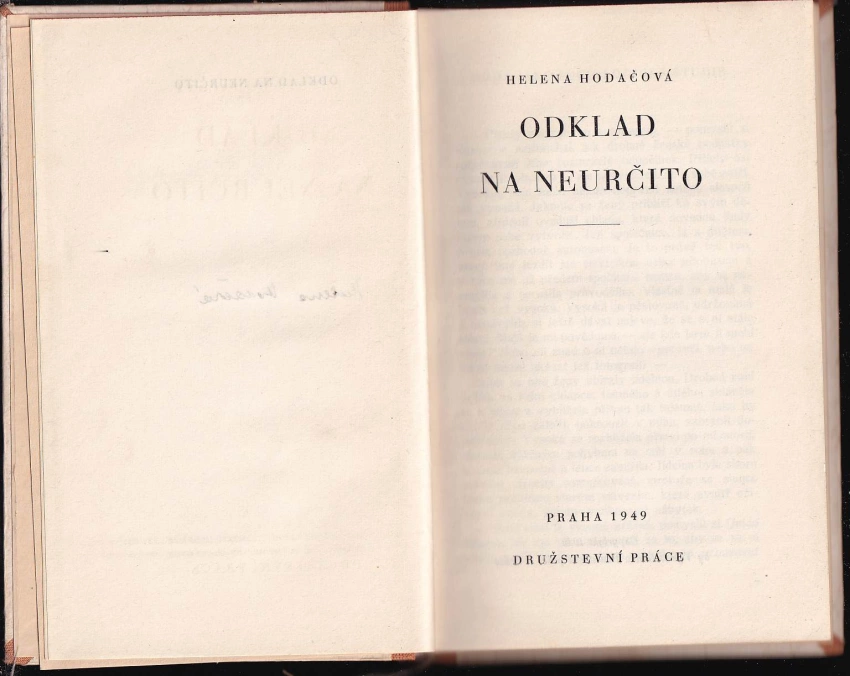 HELENA HODAČOVÁ
ODKLAD
NA NEURČITO
PRAHA 1949
DRUŽSTEVNÍ PRÁCE